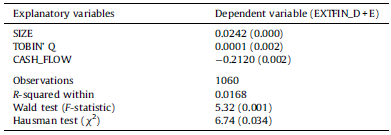 Explanatory variables Dependent variable (EXTFIN_D + E)
SIZE 0.0242 (0.000)
TOBIN' Q 0.0001 (0.002)
CASH_FLOW −0.2120 (0.002)
Observations 1060
R-squared within 0.0168
Wald test (F-statistic) 5.32 (0.001)
Hausman test (χ²) 6.74 (0.034)